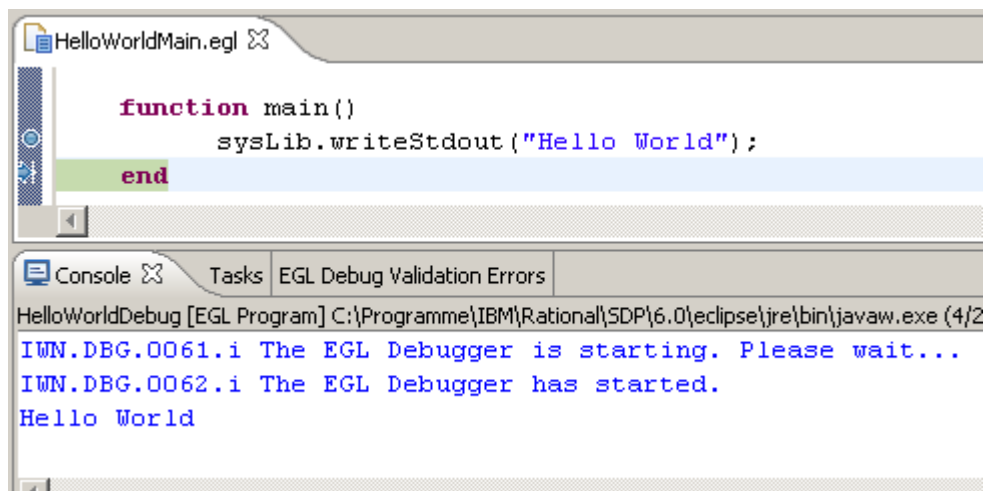 HelloWorldMain.egl
function main()
sysLib.writeStdout("Hello World");
end
Console Tasks EGL Debug Validation Errors
HelloWorldDebug [EGL Program] C:\Programme\IBM\Rational\SDP\6.0\eclipse\jre\bin\javaw.exe (4/2
IWN.DBG.0061.i The EGL Debugger is starting. Please wait...
IWN.DBG.0062.i The EGL Debugger has started.
Hello World